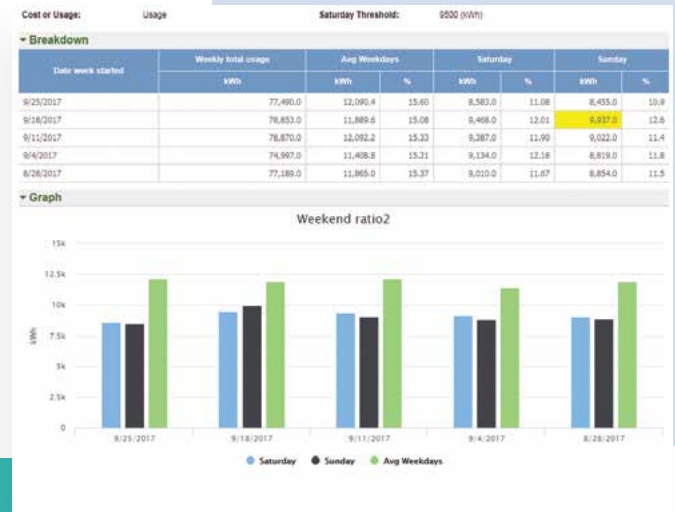 Cost or Usage: Usage Saturday Threshold: 9500 (kWh)
Breakdown
Date week started Weekly total usage Avg Weekdays Saturday Sunday
kWh kWh % kWh % kWh %
9/25/2017 77,490.0 12,090.4 15.60 8,583.0 11.08 8,455.0 10.9
9/18/2017 78,853.0 11,889.6 15.08 9,468.0 12.01 9,937.0 12.6
9/11/2017 78,870.0 12,092.2 15.33 9,387.0 11.90 9,022.0 11.4
9/4/2017 74,997.0 11,408.8 15.21 9,134.0 12.18 8,819.0 11.8
8/28/2017 77,189.0 11,865.0 15.37 9,010.0 11.67 8,854.0 11.5
Graph
Weekend ratio2
15k
12.5k
10k
7.5k
5k
2.5k
0
kWh
9/25/2017 9/18/2017 9/11/2017 9/4/2017 8/28/2017
Saturday Sunday Avg Weekdays